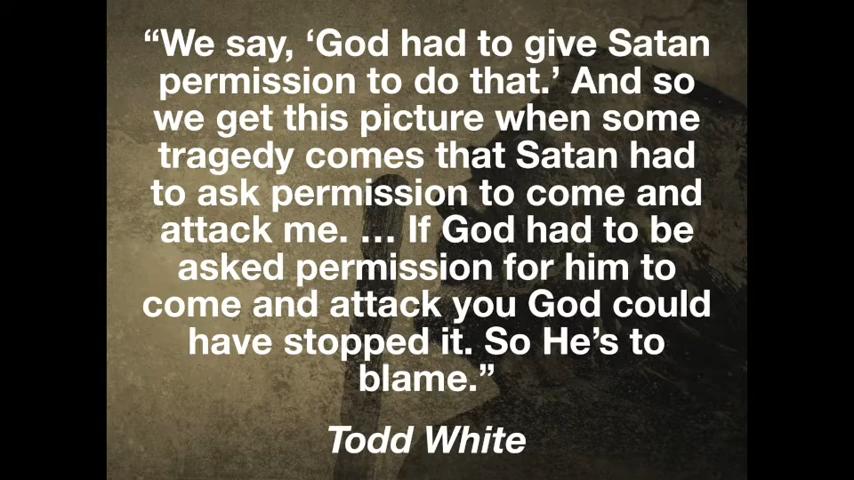 “We say, ‘God had to give Satan
permission to do that.’ And so
we get this picture when some
tragedy comes that Satan had
to ask permission to come and
attack me. … If God had to be
asked permission for him to
come and attack you God could
have stopped it. So He’s to
blame.”
Todd White